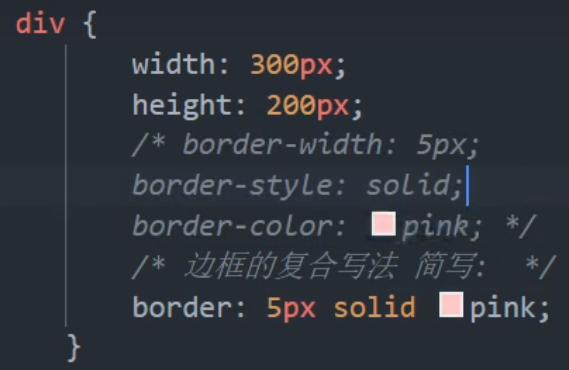 div {
width: 300px;
height: 200px;
/* border-width: 5px;
border-style: solid;
border-color: pink; */
/* 边框的复合写法 简写: */
border: 5px solid pink;
}